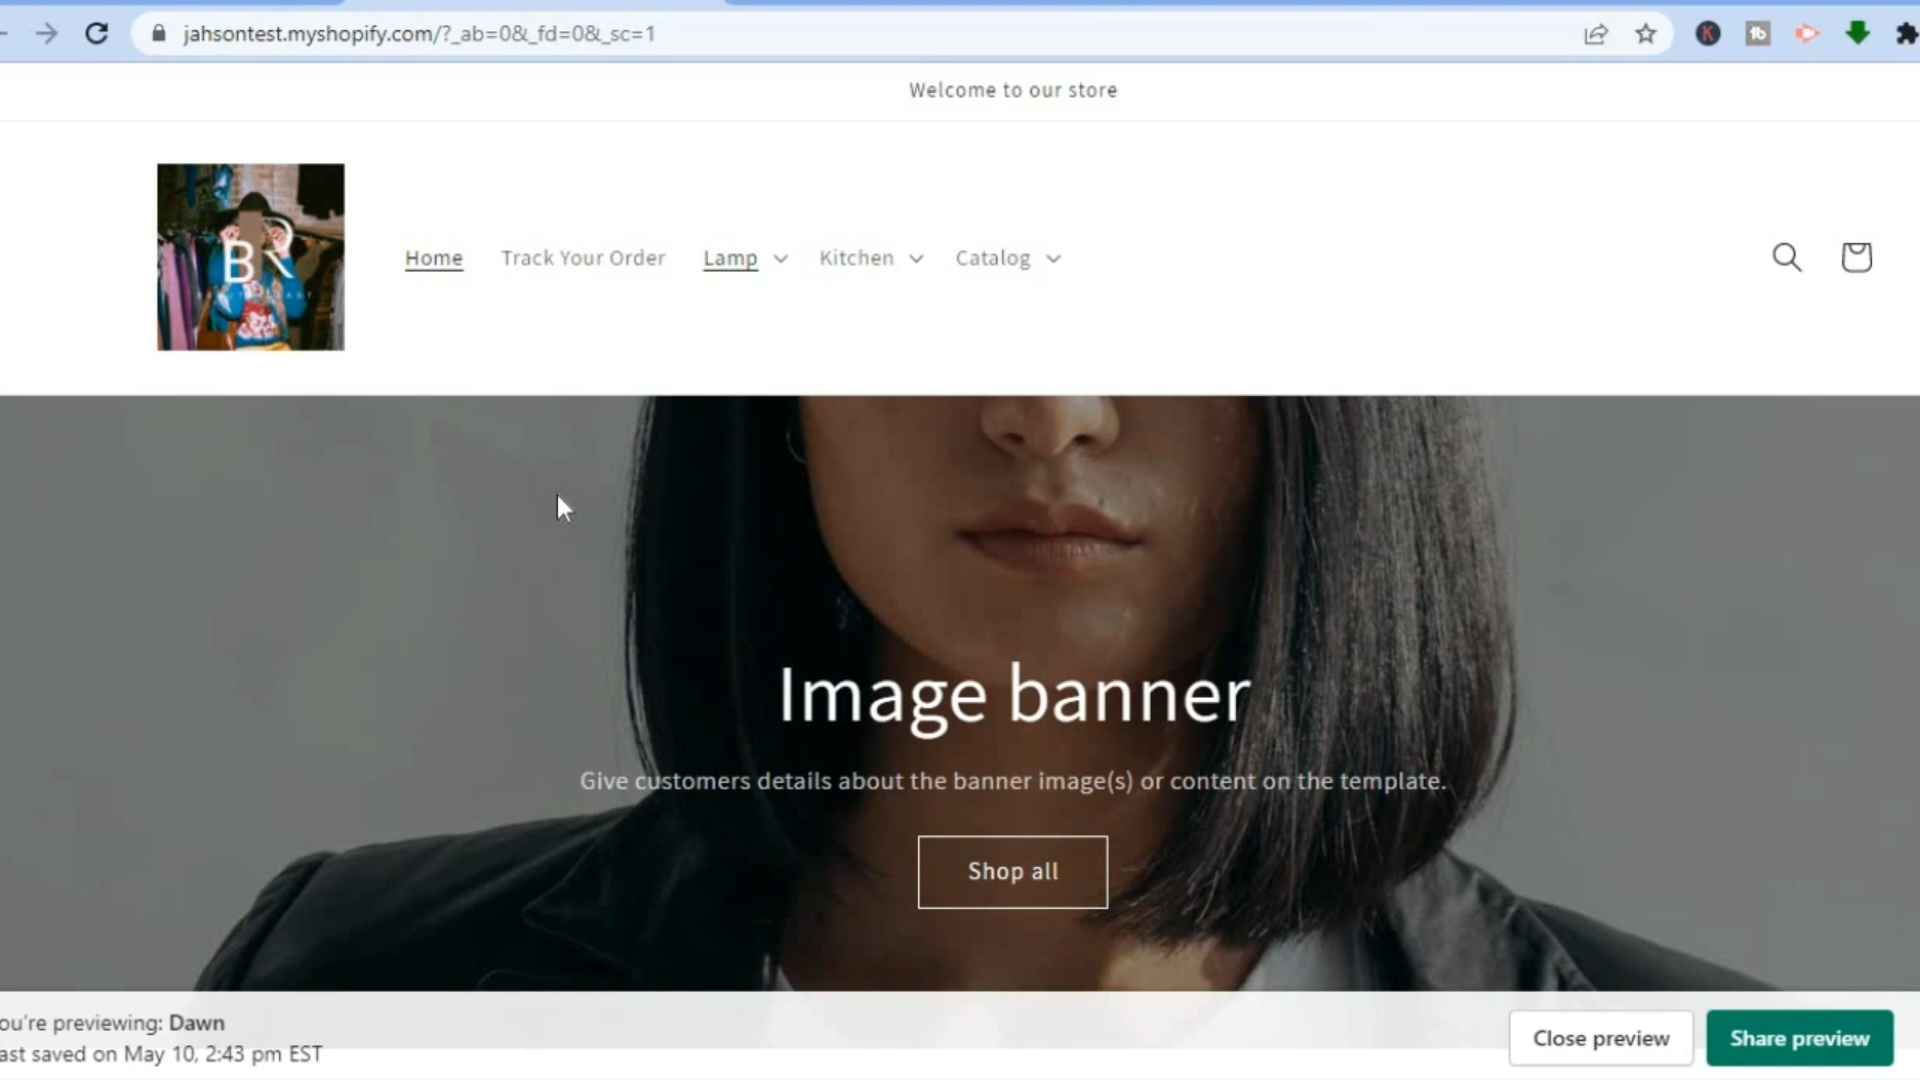 jahsontest.myshopify.com/?_ab=0&_fd=0&_sc=1
K
tb
Welcome to our store
BR
Home Track Your Order Lamp Kitchen Catalog
Image banner
Give customers details about the banner image(s) or content on the template.
Shop all
ou're previewing: Dawn
ast saved on May 10, 2:43 pm EST
Close preview
Share preview